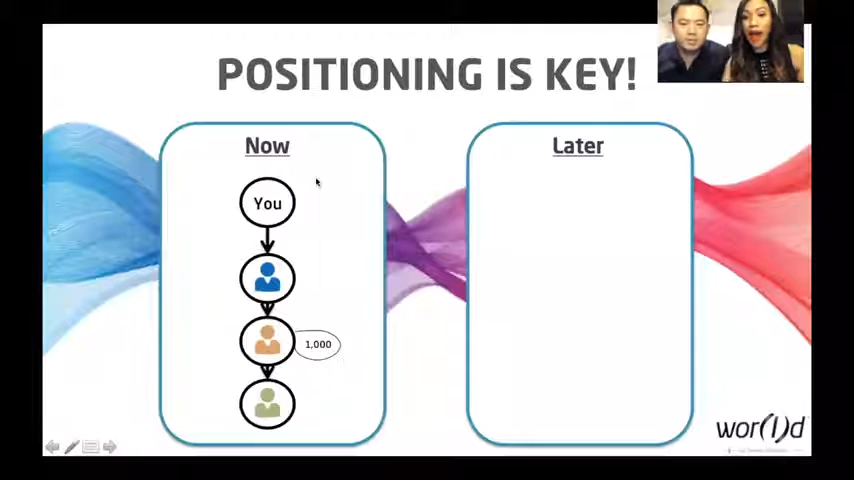 POSITIONING IS KEY!
Now
Later
You
1,000
wor(l)d